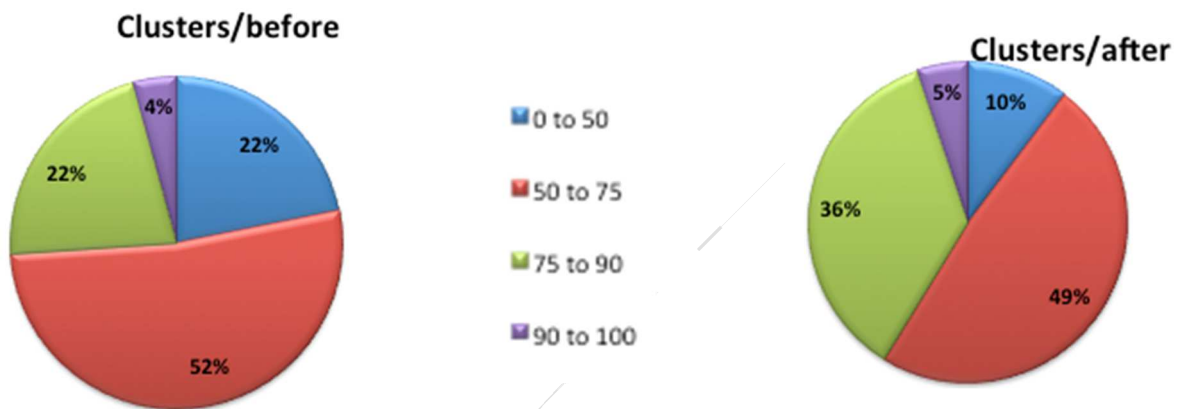 Clusters/before
4%
22%
22%
52%
0 to 50
50 to 75
75 to 90
90 to 100
Clusters/after
5%
10%
36%
49%